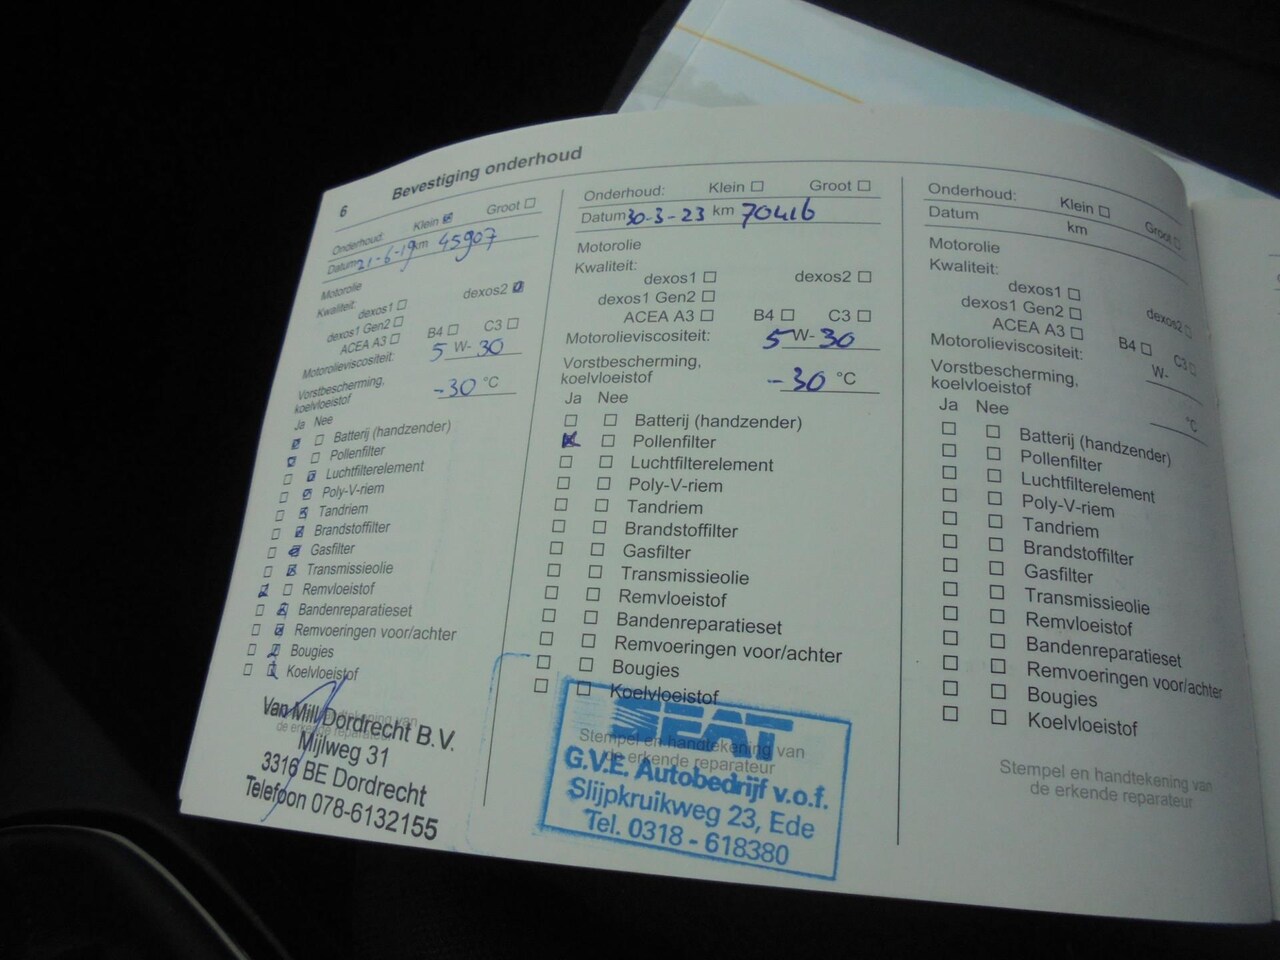 6
Bevestiging onderhoud
Onderhoud: Klein Groot
Datum 21-6-19 km 45907
Motorolie
Kwaliteit:
dexos1 dexos2
dexos1 Gen2
ACEA A3 B4 C3
Motorolieviscositeit: 5 W- 30
Vorstbescherming,
koelvloeistof -30 °C
Ja Nee
Batterij (handzender)
Pollenfilter
Luchtfilterelement
Poly-V-riem
Tandriem
Brandstoffilter
Gasfilter
Transmissieolie
Remvloeistof
Bandenreparatieset
Remvoeringen voor/achter
Bougies
Koelvloeistof
Stempel en handtekening van
de erkende reparateur
Van Mill Dordrecht B.V.
Mijlweg 31
3316 BE Dordrecht
Telefoon 078-6132155
Onderhoud: Klein Groot
Datum 30-3-23 km 70416
Motorolie
Kwaliteit:
dexos1 dexos2
dexos1 Gen2
ACEA A3 B4 C3
Motorolieviscositeit: 5 W- 30
Vorstbescherming,
koelvloeistof -30 °C
Ja Nee
Batterij (handzender)
Pollenfilter
Luchtfilterelement
Poly-V-riem
Tandriem
Brandstoffilter
Gasfilter
Transmissieolie
Remvloeistof
Bandenreparatieset
Remvoeringen voor/achter
Bougies
Koelvloeistof
Stempel en handtekening van
de erkende reparateur
SEAT
G.V.E. Autobedrijf v.o.f.
Slijpkruikweg 23, Ede
Tel. 0318 - 618380
Onderhoud: Klein Groot
Datum km
Motorolie
Kwaliteit:
dexos1 dexos2
dexos1 Gen2
ACEA A3 B4 C3
Motorolieviscositeit: W-
Vorstbescherming,
koelvloeistof °C
Ja Nee
Batterij (handzender)
Pollenfilter
Luchtfilterelement
Poly-V-riem
Tandriem
Brandstoffilter
Gasfilter
Transmissieolie
Remvloeistof
Bandenreparatieset
Remvoeringen voor/achter
Bougies
Koelvloeistof
Stempel en handtekening van
de erkende reparateur